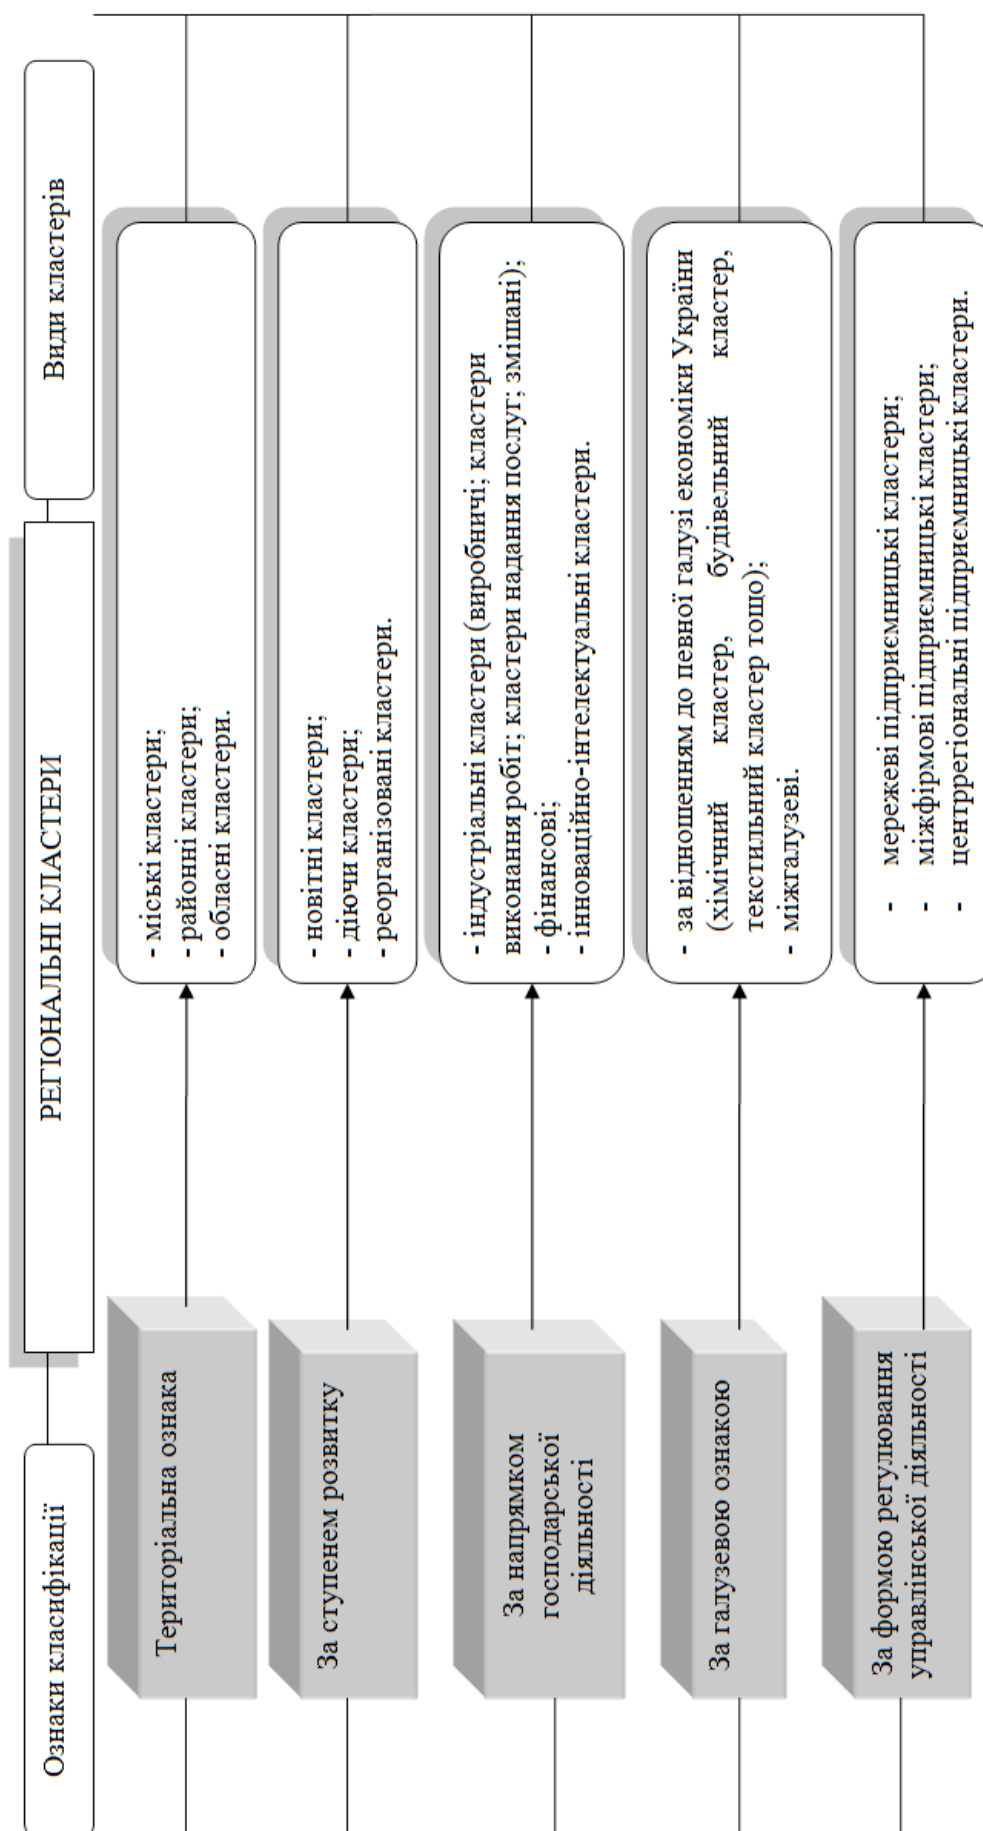 Ознаки класифікації
РЕГІОНАЛЬНІ КЛАСТЕРИ
Види кластерів
Територіальна ознака
- міські кластери;
- районні кластери;
- обласні кластери.
За ступенем розвитку
- новітні кластери;
- діючи кластери;
- реорганізовані кластери.
За напрямком
господарської
діяльності
- індустріальні кластери (виробничі; кластери
виконання робіт; кластери надання послуг; змішані);
- фінансові;
- інноваційно-інтелектуальні кластери.
За галузевою ознакою
- за відношенням до певної галузі економіки України
(хімічний кластер, будівельний кластер,
текстильний кластер тощо);
- міжгалузеві.
За формою регулювання
управлінської діяльності
- мережеві підприємницькі кластери;
- міжфірмові підприємницькі кластери;
- центррегіональні підприємницькі кластери.